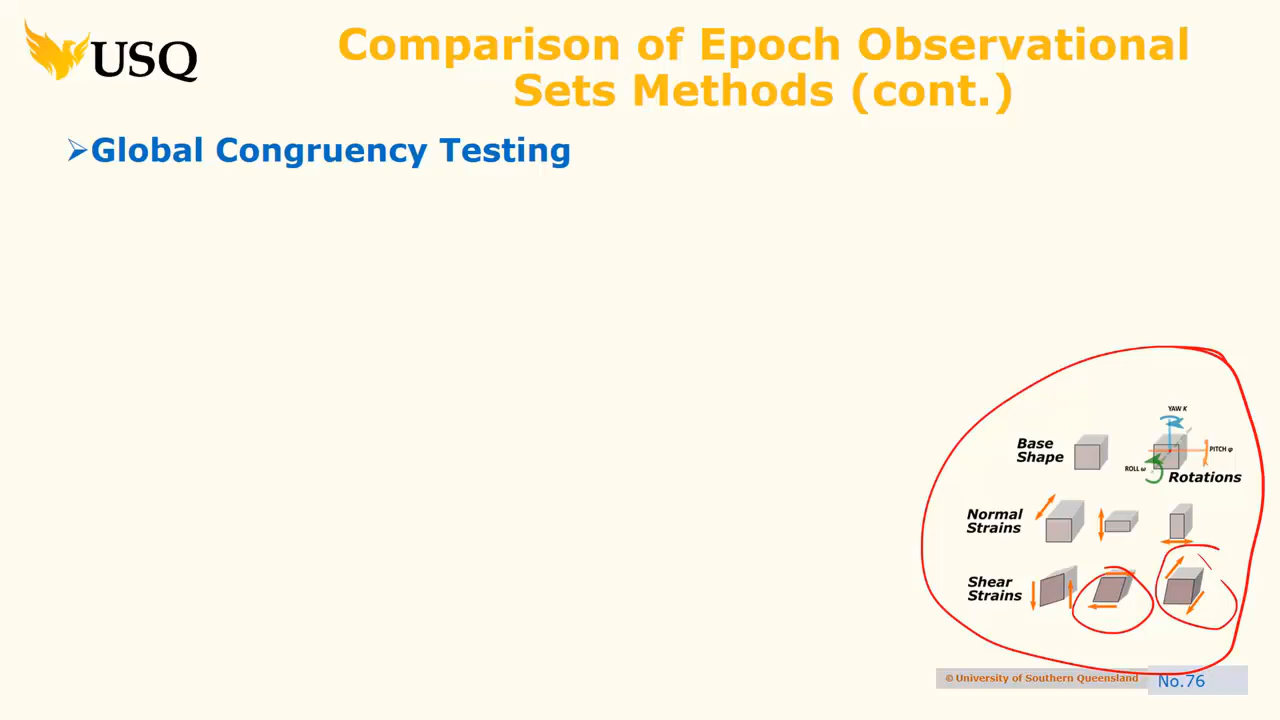 USQ
Comparison of Epoch Observational
Sets Methods (cont.)
➢Global Congruency Testing
YAW K
Base
Shape
PITCH φ
ROLL ω
Rotations
Normal
Strains
Shear
Strains
© University of Southern Queensland
No.76